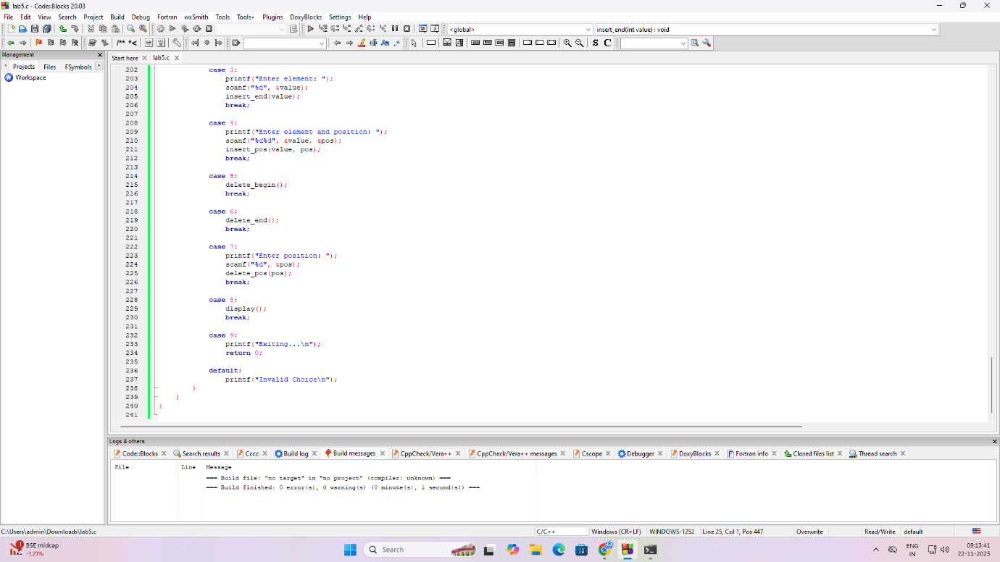 lab5.c - Code::Blocks 20.03
File Edit View Search Project Build Debug Fortran wxSmith Tools Tools+ Plugins DoxyBlocks Settings Help
<global>
insert_end(int value) : void
/** *<
S C
Management
Start here
lab5.c
Projects Files FSymbols
Workspace
202 case 3:
203 printf("Enter element: ");
204 scanf("%d", &value);
205 insert_end(value);
206 break;
207
208 case 4:
209 printf("Enter element and position: ");
210 scanf("%d%d", &value, &pos);
211 insert_pos(value, pos);
212 break;
213
214 case 5:
215 delete_begin();
216 break;
217
218 case 6:
219 delete_end();
220 break;
221
222 case 7:
223 printf("Enter position: ");
224 scanf("%d", &pos);
225 delete_pos(pos);
226 break;
227
228 case 8:
229 display();
230 break;
231
232 case 9:
233 printf("Exiting...\n");
234 return 0;
235
236 default:
237 printf("Invalid Choice\n");
238 }
239 }
240 }
241
Logs & others
Code::Blocks Search results Cccc Build log Build messages CppCheck/Vera++ CppCheck/Vera++ messages Cscope Debugger DoxyBlocks Fortran info Closed files list Thread search
File Line Message
=== Build file: "no target" in "no project" (compiler: unknown) ===
=== Build finished: 0 error(s), 0 warning(s) (0 minute(s), 1 second(s)) ===
C:\Users\admin\Downloads\lab5.c C/C++ Windows (CR+LF) WINDOWS-1252 Line 25, Col 1, Pos 447 Overwrite Read/Write default
1
BSE midcap
-1.21%
Search
ENG
IN
09:13:41
22-11-2025